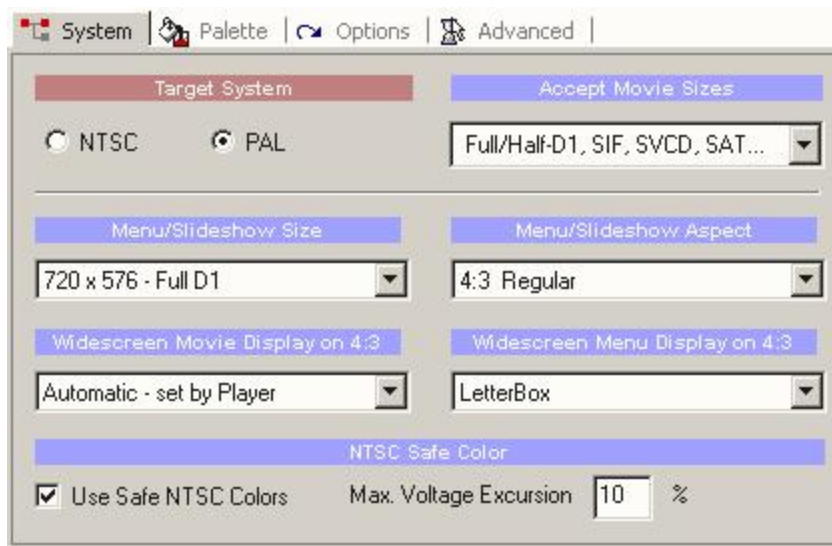 System Palette Options Advanced
Target System Accept Movie Sizes
NTSC PAL Full/Half-D1, SIF, SVCD, SAT...
Menu/Slideshow Size Menu/Slideshow Aspect
720 x 576 - Full D1 4:3 Regular
Widescreen Movie Display on 4:3 Widescreen Menu Display on 4:3
Automatic - set by Player LetterBox
NTSC Safe Color
Use Safe NTSC Colors Max. Voltage Excursion 10 %